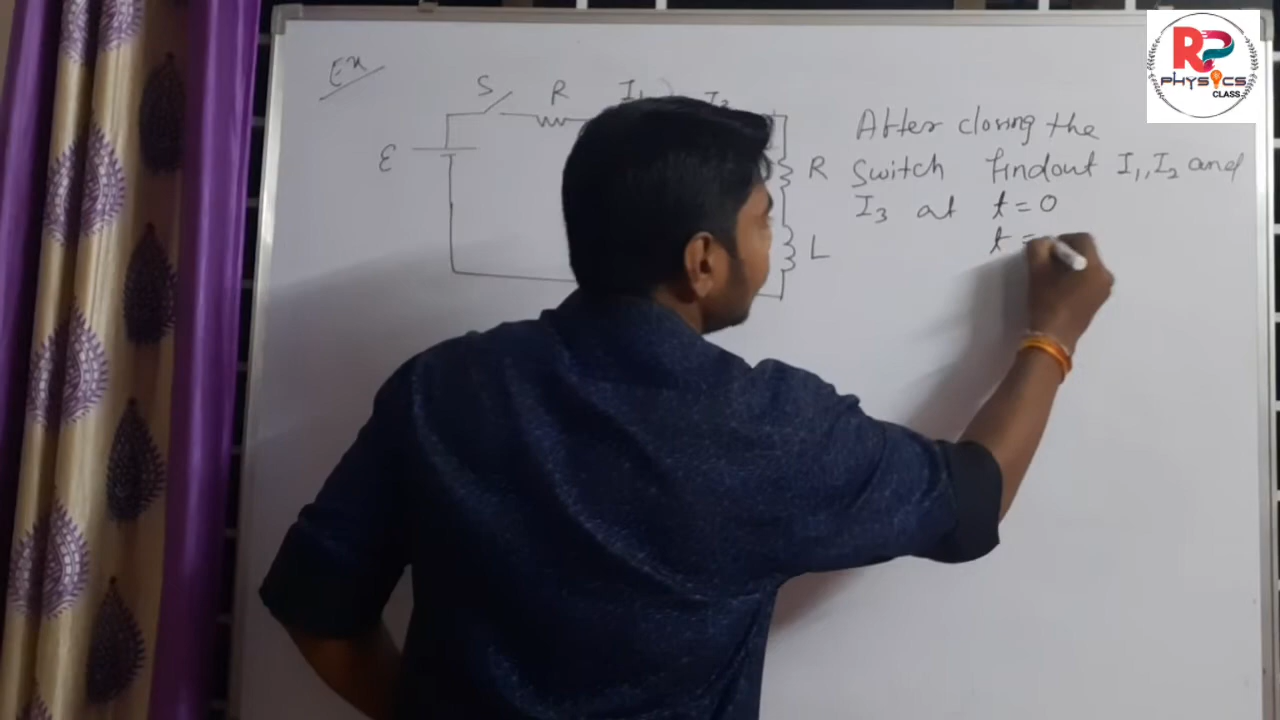 Ex
S R I₁ I₂
ε
R
L
After closing the
Switch findout I₁, I₂ and
I₃ at t = 0
t =
RP
PHYSICS
CLASS